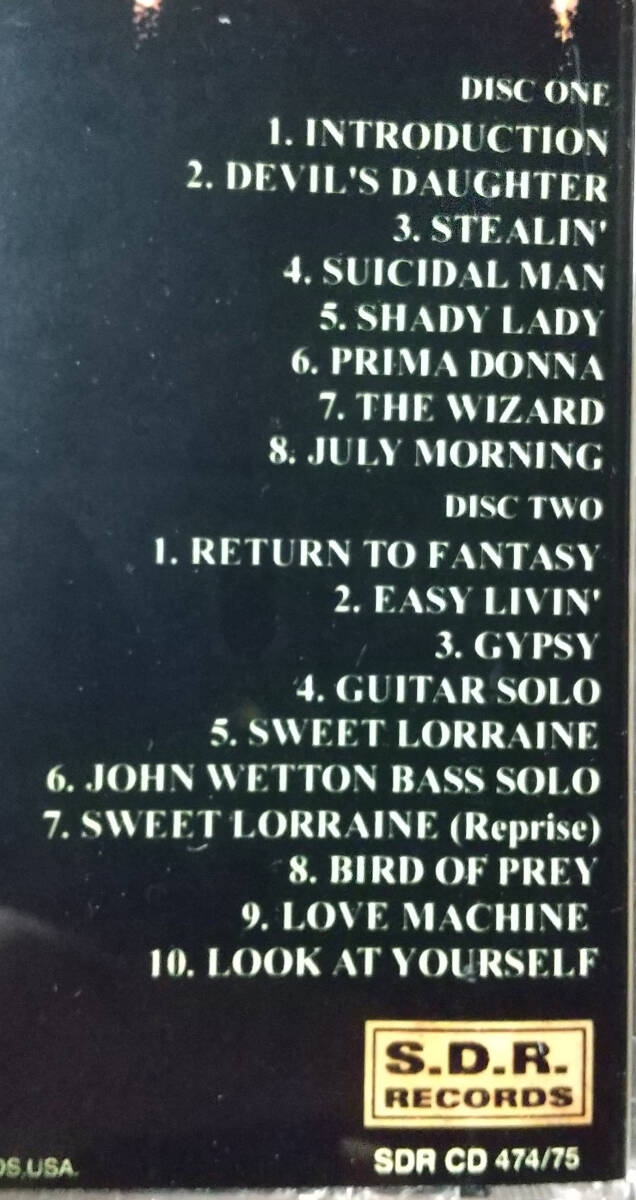 DISC ONE
1. INTRODUCTION
2. DEVIL'S DAUGHTER
3. STEALIN'
4. SUICIDAL MAN
5. SHADY LADY
6. PRIMA DONNA
7. THE WIZARD
8. JULY MORNING
DISC TWO
1. RETURN TO FANTASY
2. EASY LIVIN'
3. GYPSY
4. GUITAR SOLO
5. SWEET LORRAINE
6. JOHN WETTON BASS SOLO
7. SWEET LORRAINE (Reprise)
8. BIRD OF PREY
9. LOVE MACHINE
10. LOOK AT YOURSELF
S.D.R.
RECORDS
SDR CD 474/75
USA.